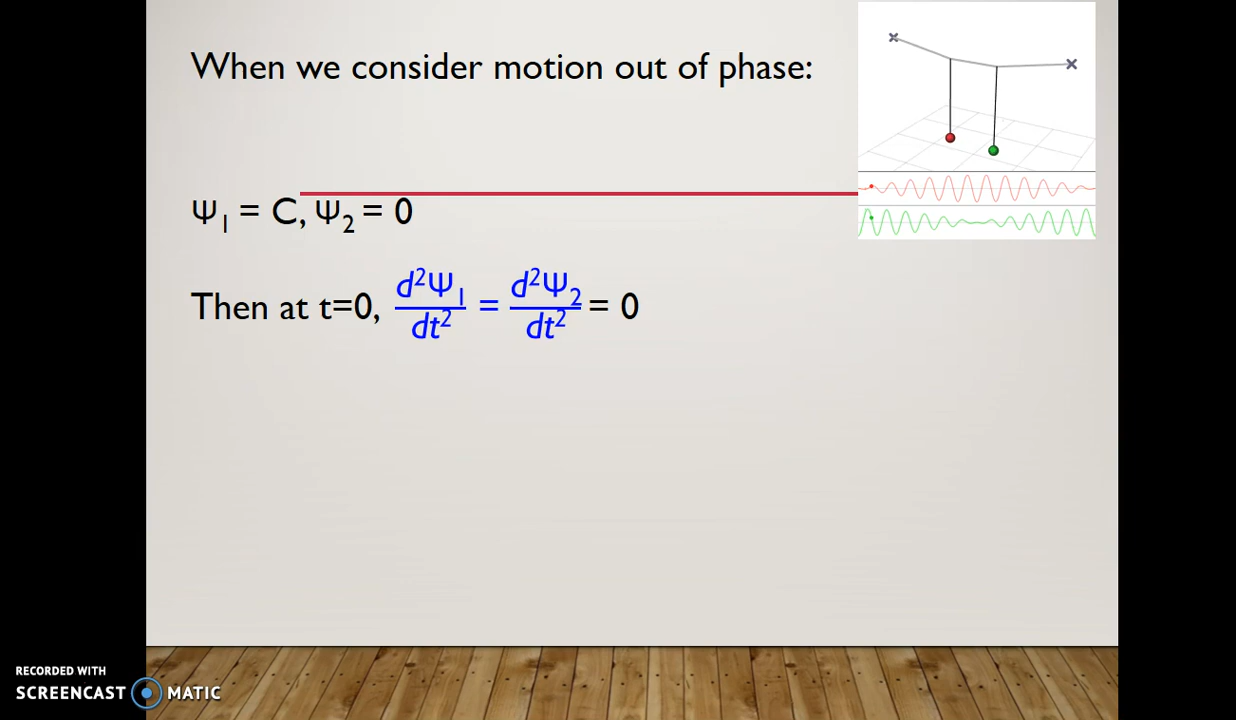 When we consider motion out of phase:
Ψ₁ = C, Ψ₂ = 0
Then at t=0, d²Ψ₁/dt² = d²Ψ₂/dt² = 0
RECORDED WITH
SCREENCAST MATIC